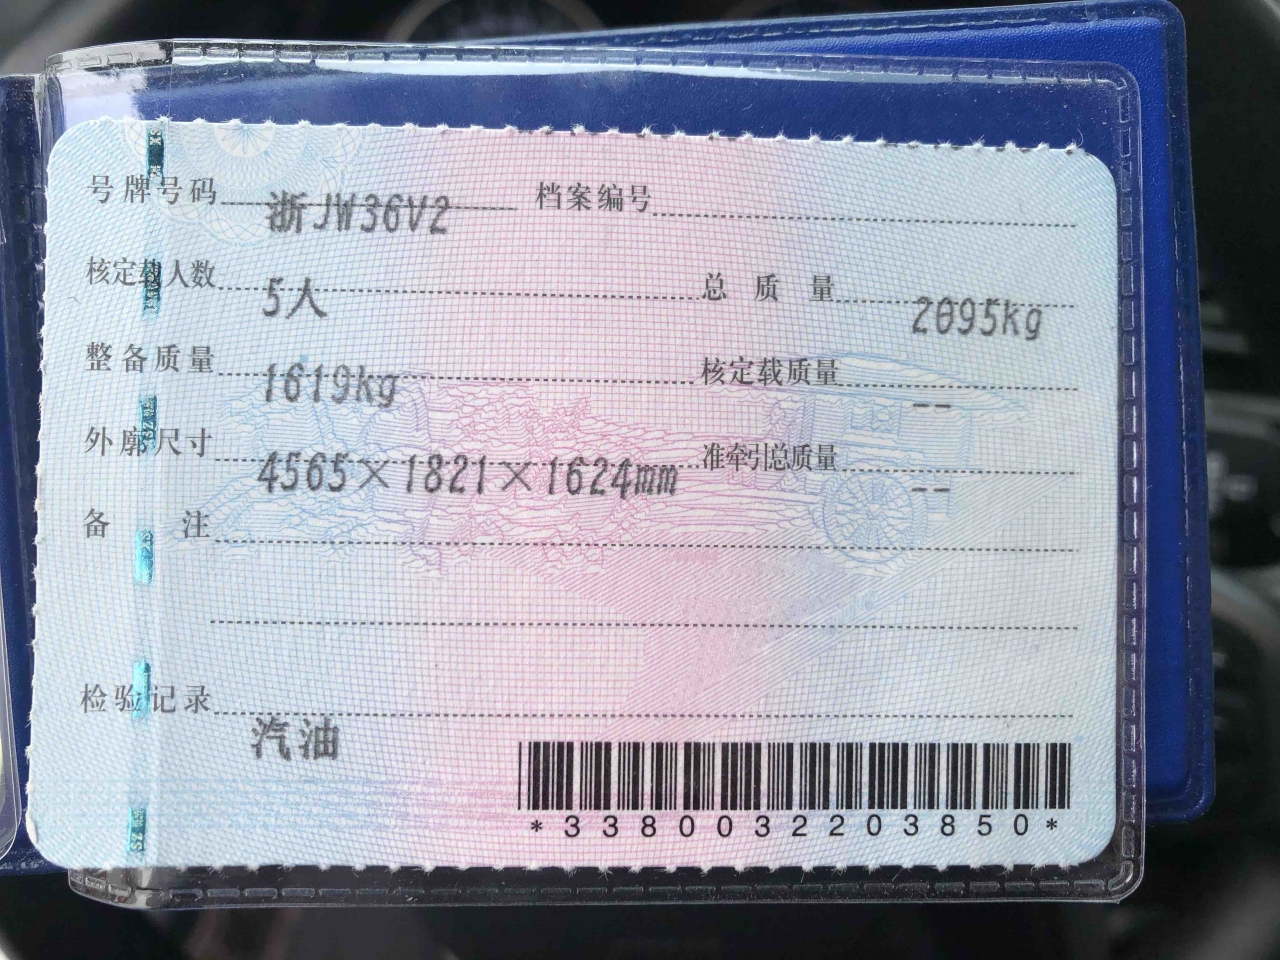 号牌号码 浙JW36V2 档案编号
核定载人数 5人 总质量 2095kg
整备质量 1619kg 核定载质量 --
外廓尺寸 4565×1821×1624mm 准牵引总质量 --
备注
检验记录 汽油
*3380032203850*